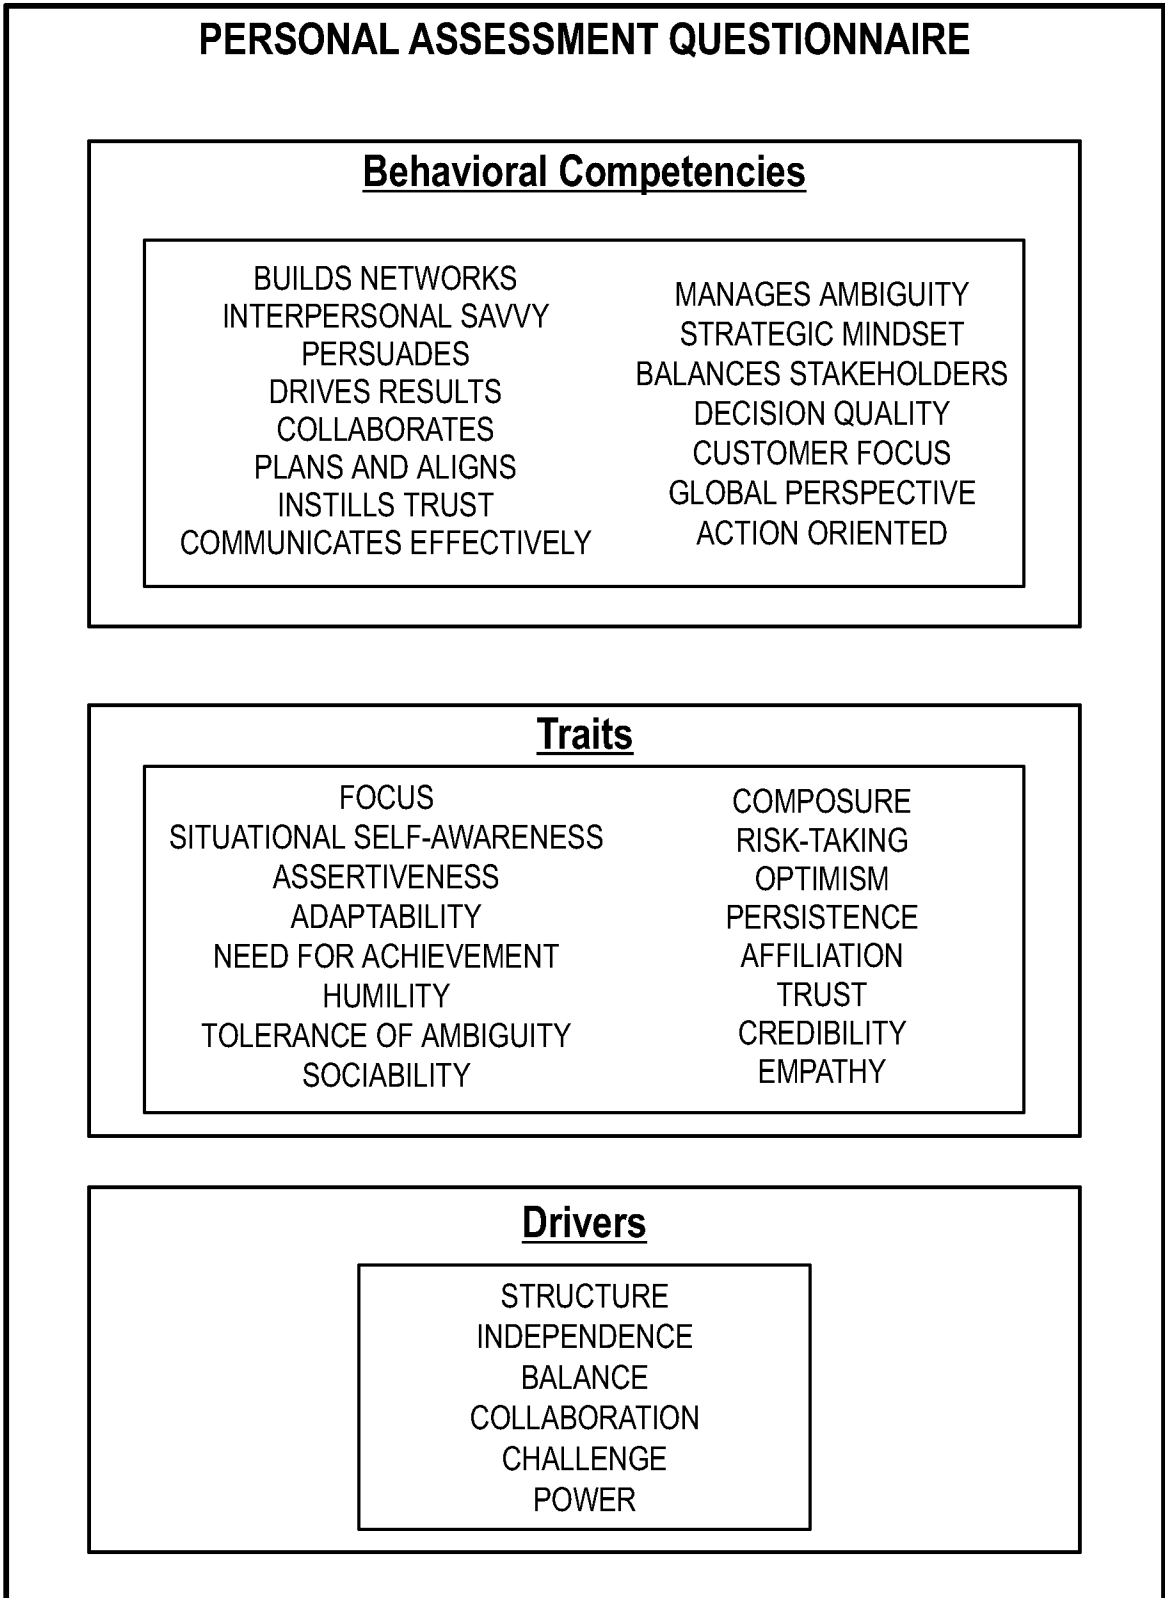 PERSONAL ASSESSMENT QUESTIONNAIRE
Behavioral Competencies
BUILDS NETWORKS
INTERPERSONAL SAVVY
PERSUADES
DRIVES RESULTS
COLLABORATES
PLANS AND ALIGNS
INSTILLS TRUST
COMMUNICATES EFFECTIVELY
MANAGES AMBIGUITY
STRATEGIC MINDSET
BALANCES STAKEHOLDERS
DECISION QUALITY
CUSTOMER FOCUS
GLOBAL PERSPECTIVE
ACTION ORIENTED
Traits
FOCUS
SITUATIONAL SELF-AWARENESS
ASSERTIVENESS
ADAPTABILITY
NEED FOR ACHIEVEMENT
HUMILITY
TOLERANCE OF AMBIGUITY
SOCIABILITY
COMPOSURE
RISK-TAKING
OPTIMISM
PERSISTENCE
AFFILIATION
TRUST
CREDIBILITY
EMPATHY
Drivers
STRUCTURE
INDEPENDENCE
BALANCE
COLLABORATION
CHALLENGE
POWER